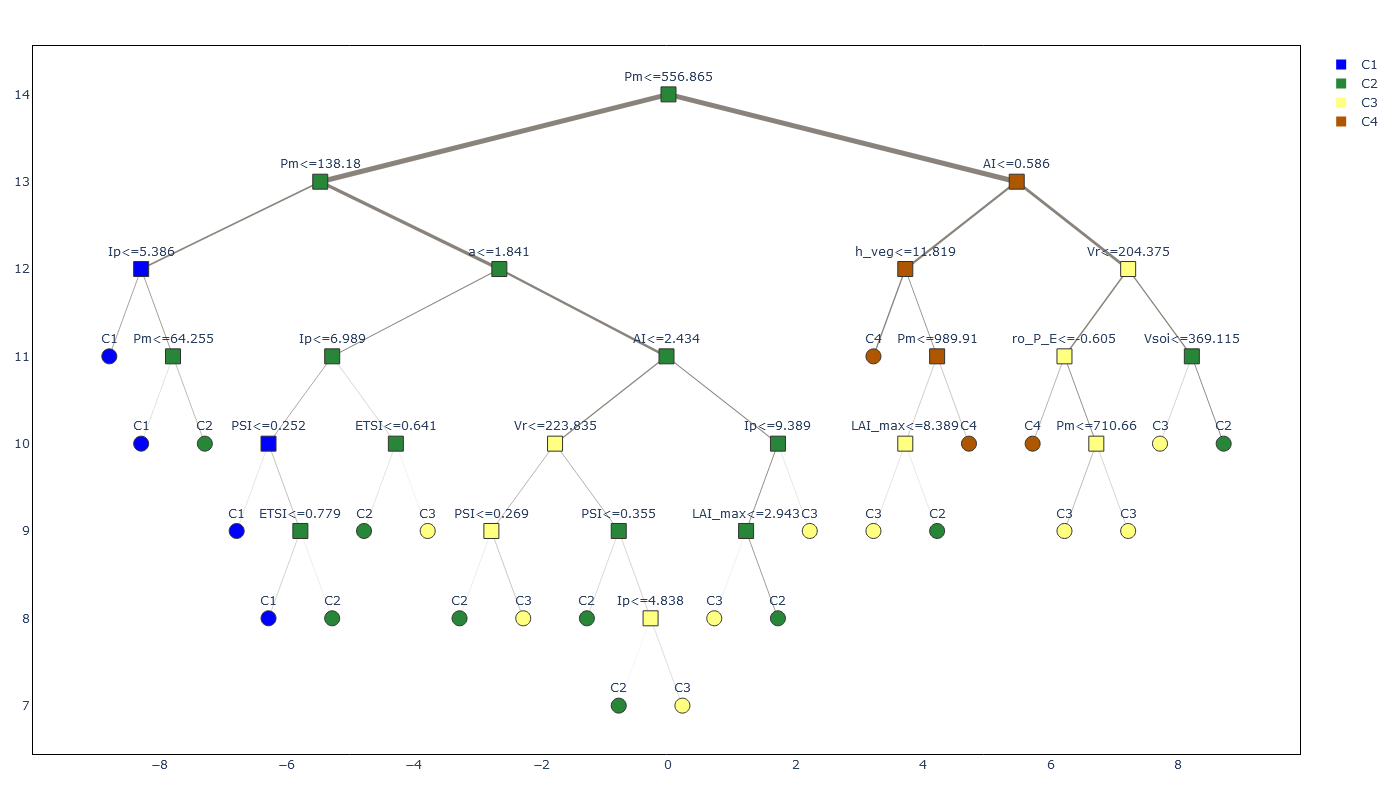 Pm<=556.865
C1
C2
C3
C4
14
Pm<=138.18
AI<=0.586
13
Ip<=5.386
a<=1.841
h_veg<=11.819
Vr<=204.375
12
C1
Pm<=64.255
Ip<=6.989
AI<=2.434
C4
Pm<=989.91
ro_P_E<=-0.605
Vsoi<=369.115
11
C1
C2
PSI<=0.252
ETSI<=0.641
Vr<=223.835
Ip<=9.389
LAI_max<=8.389
C4
C4
Pm<=710.66
C3
C2
10
C1
ETSI<=0.779
C2
C3
PSI<=0.269
PSI<=0.355
LAI_max<=2.943
C3
C3
C2
C3
C3
9
C1
C2
C2
C3
C2
Ip<=4.838
C3
C2
8
C2
C3
7
−8
−6
−4
−2
0
2
4
6
8